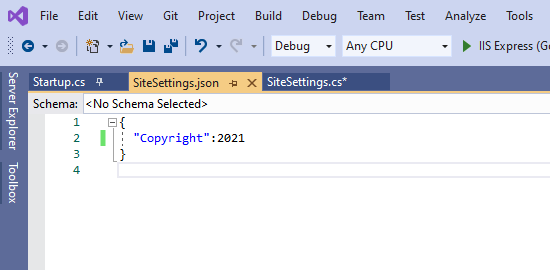 File Edit View Git Project Build Debug Team Test Analyze Tools
Debug Any CPU IIS Express (G
Server Explorer
Toolbox
Startup.cs SiteSettings.json SiteSettings.cs*
Schema: <No Schema Selected>
1 {
2 "Copyright":2021
3 }
4